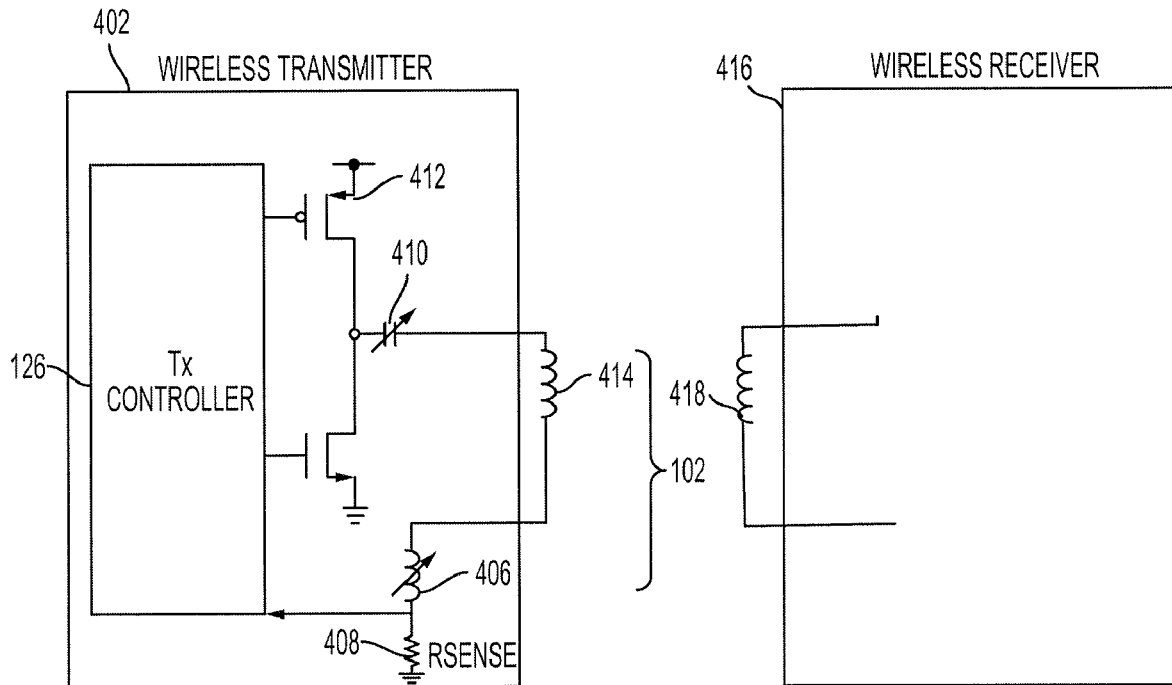 402
WIRELESS TRANSMITTER
416
WIRELESS RECEIVER
412
410
126
Tx
CONTROLLER
414
418
102
406
408
RSENSE